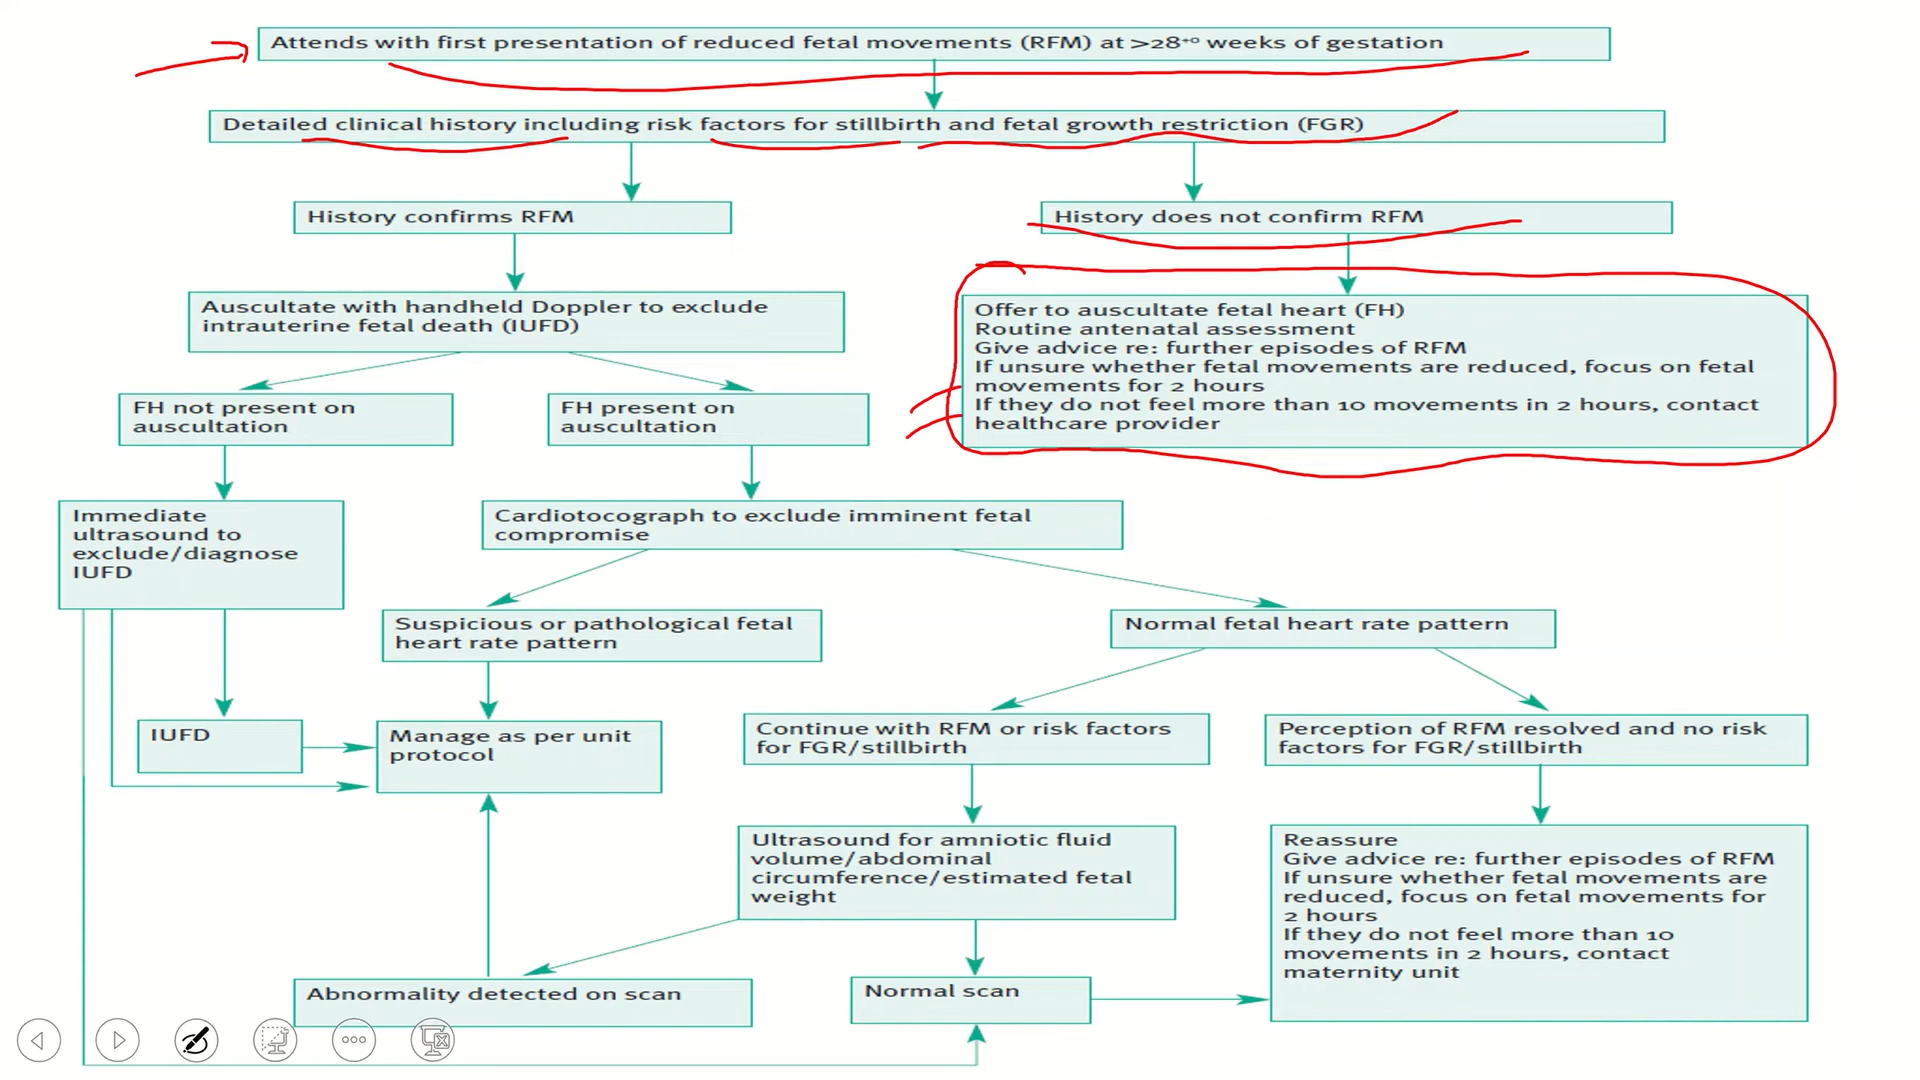 Attends with first presentation of reduced fetal movements (RFM) at >28⁺⁰ weeks of gestation
Detailed clinical history including risk factors for stillbirth and fetal growth restriction (FGR)
History confirms RFM
History does not confirm RFM
Auscultate with handheld Doppler to exclude
intrauterine fetal death (IUFD)
Offer to auscultate fetal heart (FH)
Routine antenatal assessment
Give advice re: further episodes of RFM
If unsure whether fetal movements are reduced, focus on fetal
movements for 2 hours
If they do not feel more than 10 movements in 2 hours, contact
healthcare provider
FH not present on
auscultation
FH present on
auscultation
Immediate
ultrasound to
exclude/diagnose
IUFD
Cardiotocograph to exclude imminent fetal
compromise
Suspicious or pathological fetal
heart rate pattern
Normal fetal heart rate pattern
IUFD
Manage as per unit
protocol
Continue with RFM or risk factors
for FGR/stillbirth
Perception of RFM resolved and no risk
factors for FGR/stillbirth
Ultrasound for amniotic fluid
volume/abdominal
circumference/estimated fetal
weight
Reassure
Give advice re: further episodes of RFM
If unsure whether fetal movements are
reduced, focus on fetal movements for
2 hours
If they do not feel more than 10
movements in 2 hours, contact
maternity unit
Abnormality detected on scan
Normal scan